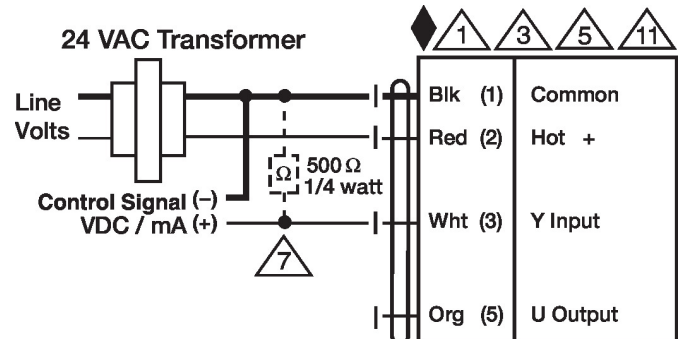 24 VAC Transformer
1 3 5 11
Line
Volts
Blk (1) Common
Red (2) Hot +
Ω 500 Ω
1/4 watt
Control Signal (–)
VDC / mA (+)
Wht (3) Y Input
7
Org (5) U Output